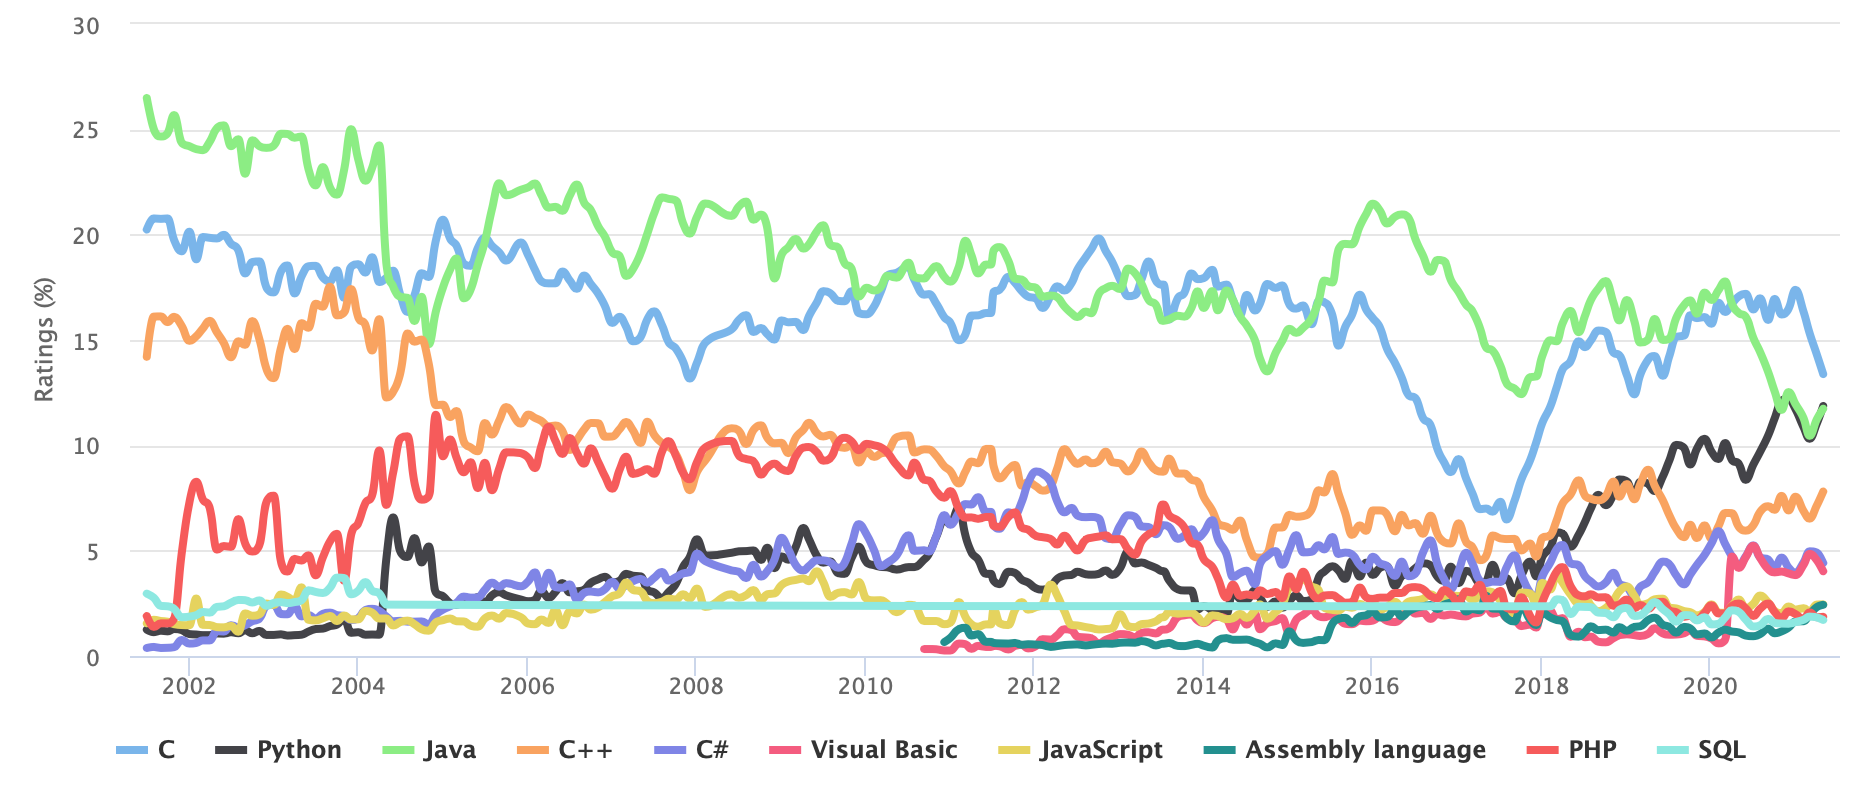 30
25
20
15
10
5
0
Ratings (%)
2002 2004 2006 2008 2010 2012 2014 2016 2018 2020
C Python Java C++ C# Visual Basic JavaScript Assembly language PHP SQL